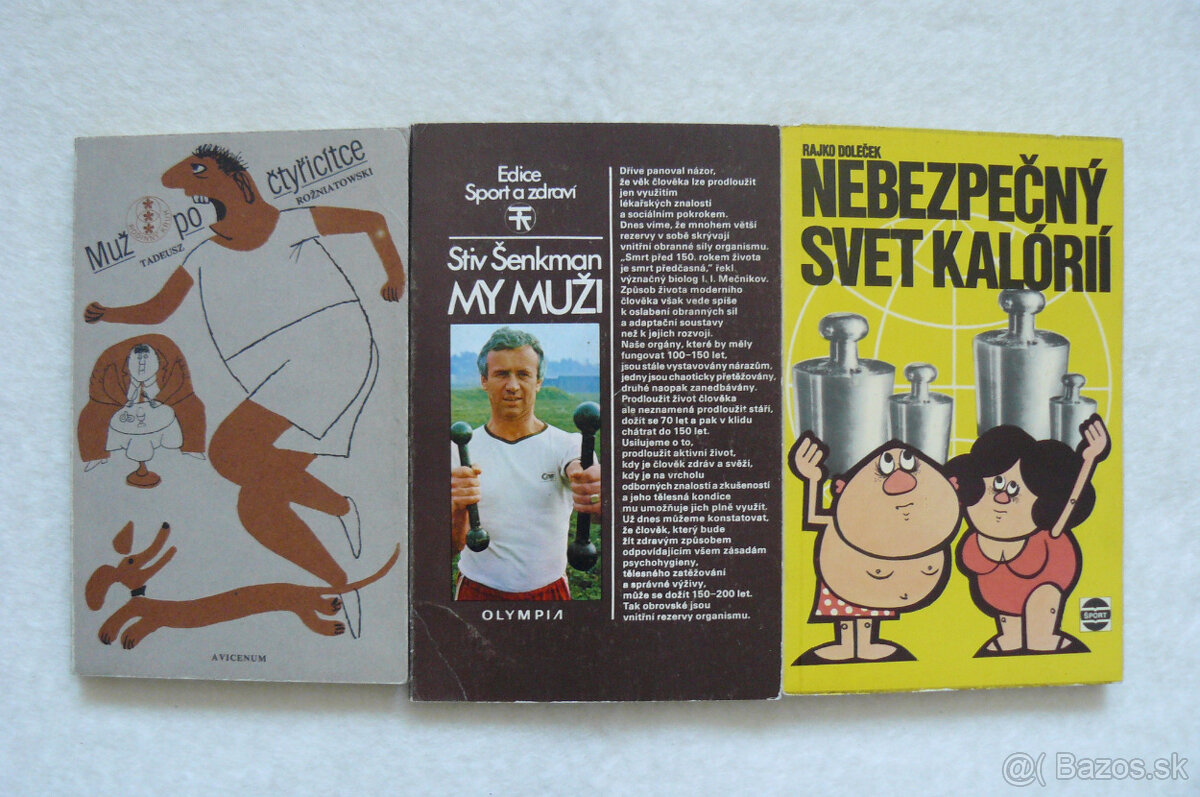 Muž po čtyřicítce
TADEUSZ ROŽNIATOWSKI
AVICENUM
Edice
Sport a zdraví
Stiv Šenkman
MY MUŽI
OLYMPIA
Dříve panoval názor,
že věk člověka lze prodloužit
jen využitím
lékařských znalostí
a sociálním pokrokem.
Dnes víme, že mnohem větší
rezervy v sobě skrývají
vnitřní obranné síly organismu.
„Smrt před 150. rokem života
je smrt předčasná,“ řekl
význačný biolog I. I. Mečnikov.
Způsob života moderního
člověka však vede spíše
k oslabení obranných sil
a adaptační soustavy
než k jejich rozvoji.
Naše orgány, které by měly
fungovat 100–150 let,
jsou stále vystavovány nárazům,
jedny jsou chaoticky přetěžovány,
druhé naopak zanedbávány.
Prodloužit život člověka
ale neznamená prodloužit stáří,
dožít se 70 let a pak v klidu
chátrat do 150 let.
Usilujeme o to,
prodloužit aktivní život,
kdy je člověk zdráv a svěží,
kdy je na vrcholu
odborných znalostí a zkušeností
a jeho tělesná kondice
mu umožňuje jich plně využít.
Už dnes můžeme konstatovat,
že člověk, který bude
žít zdravým způsobem
odpovídajícím všem zásadám
psychohygieny,
tělesného zatěžování
a správné výživy,
může se dožít 150–200 let.
Tak obrovské jsou
vnitřní rezervy organismu.
RAJKO DOLEČEK
NEBEZPEČNÝ
SVET KALÓRIÍ
ŠPORT
@( Bazos.sk